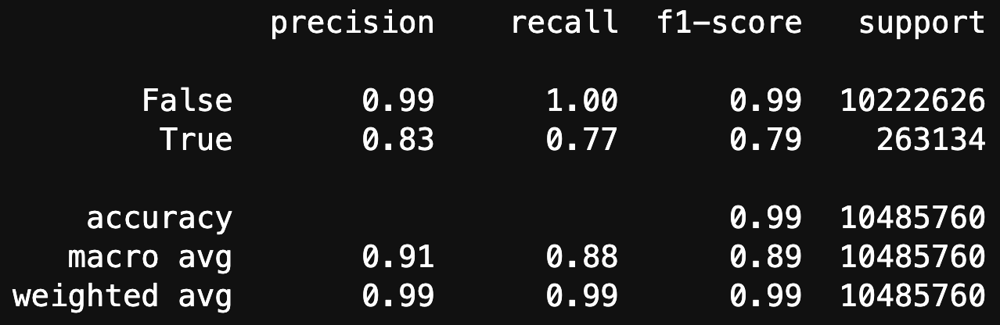 precision recall f1-score support
False 0.99 1.00 0.99 10222626
True 0.83 0.77 0.79 263134
accuracy 0.99 10485760
macro avg 0.91 0.88 0.89 10485760
weighted avg 0.99 0.99 0.99 10485760